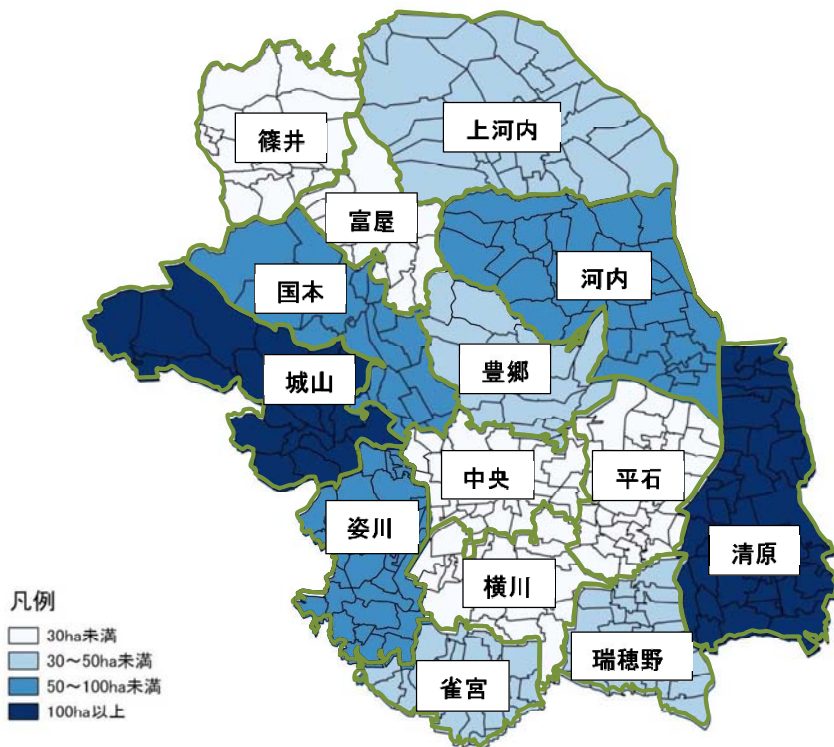 上河内
篠井
富屋
河内
国本
豊郷
城山
中央
平石
姿川
清原
横川
瑞穂野
雀宮
凡例
30ha未満
30～50ha未満
50～100ha未満
100ha以上